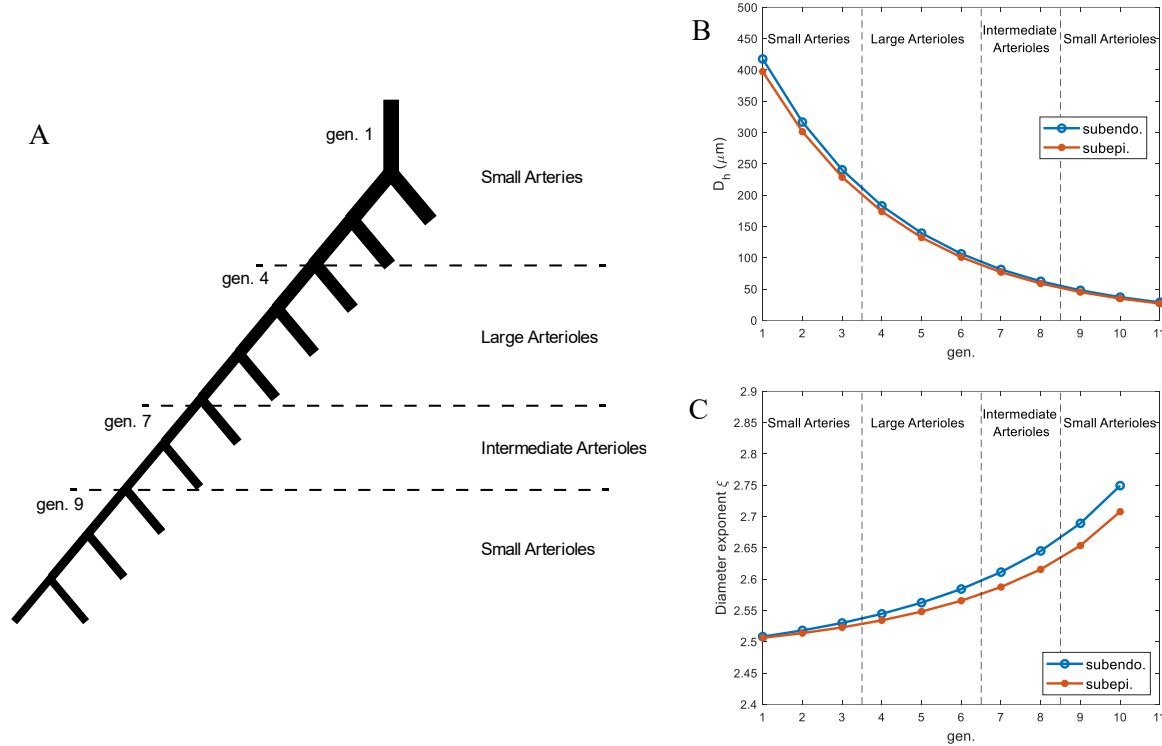 A
gen. 1
Small Arteries
gen. 4
Large Arterioles
gen. 7
Intermediate Arterioles
gen. 9
Small Arterioles
B
500
450
400
350
300
250
200
150
100
50
0
D_h (μm)
Small Arteries
Large Arterioles
Intermediate
Arterioles
Small Arterioles
subendo.
subepi.
1 2 3 4 5 6 7 8 9 10 11
gen.
C
2.9
2.85
2.8
2.75
2.7
2.65
2.6
2.55
2.5
2.45
2.4
Diameter exponent ξ
Small Arteries
Large Arterioles
Intermediate
Arterioles
Small Arterioles
subendo.
subepi.
1 2 3 4 5 6 7 8 9 10 11
gen.